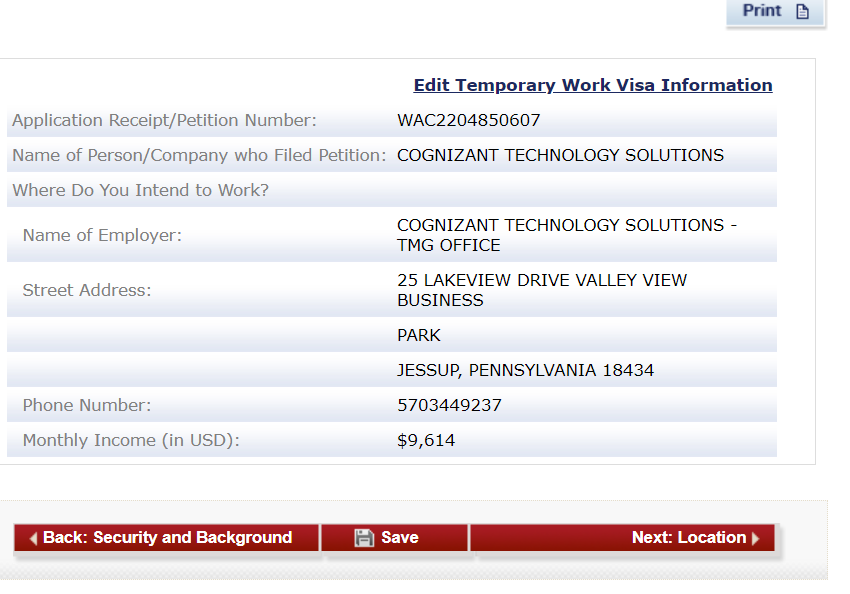 Print
Edit Temporary Work Visa Information
Application Receipt/Petition Number: WAC2204850607
Name of Person/Company who Filed Petition: COGNIZANT TECHNOLOGY SOLUTIONS
Where Do You Intend to Work?
Name of Employer: COGNIZANT TECHNOLOGY SOLUTIONS -
TMG OFFICE
Street Address: 25 LAKEVIEW DRIVE VALLEY VIEW
BUSINESS
PARK
JESSUP, PENNSYLVANIA 18434
Phone Number: 5703449237
Monthly Income (in USD): $9,614
Back: Security and Background Save Next: Location